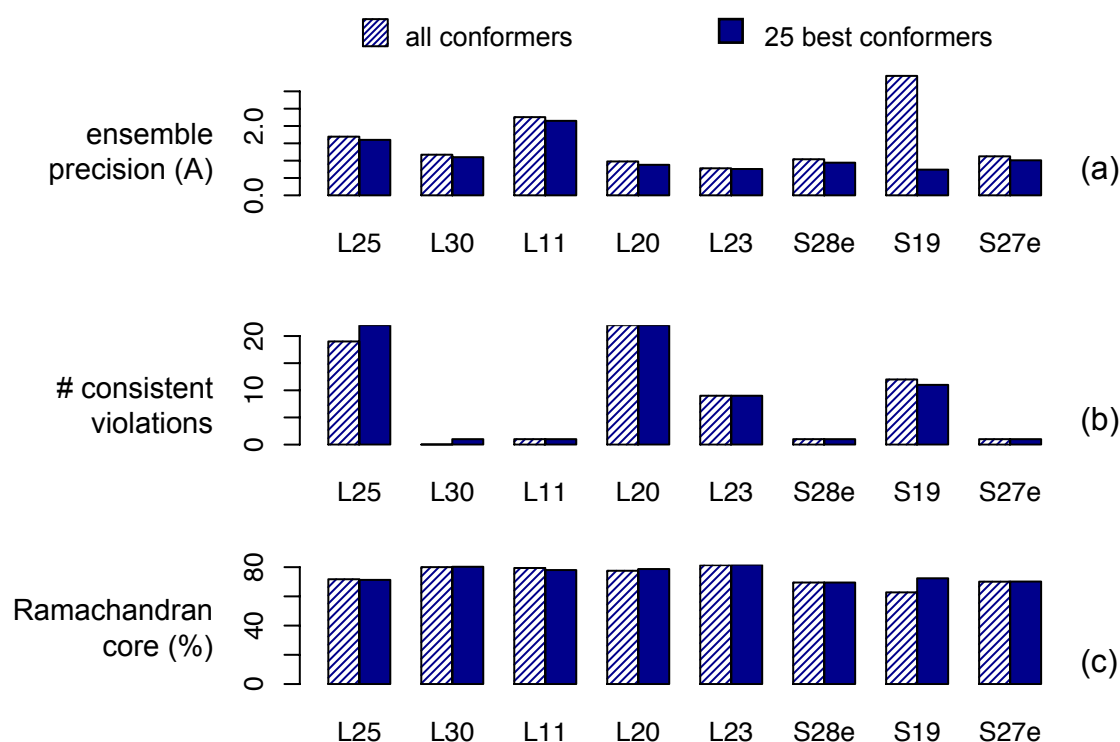 all conformers 25 best conformers
ensemble
precision (A)
0.0 2.0
(a)
L25 L30 L11 L20 L23 S28e S19 S27e
# consistent
violations
0 10 20
(b)
L25 L30 L11 L20 L23 S28e S19 S27e
Ramachandran
core (%)
0 40 80
(c)
L25 L30 L11 L20 L23 S28e S19 S27e